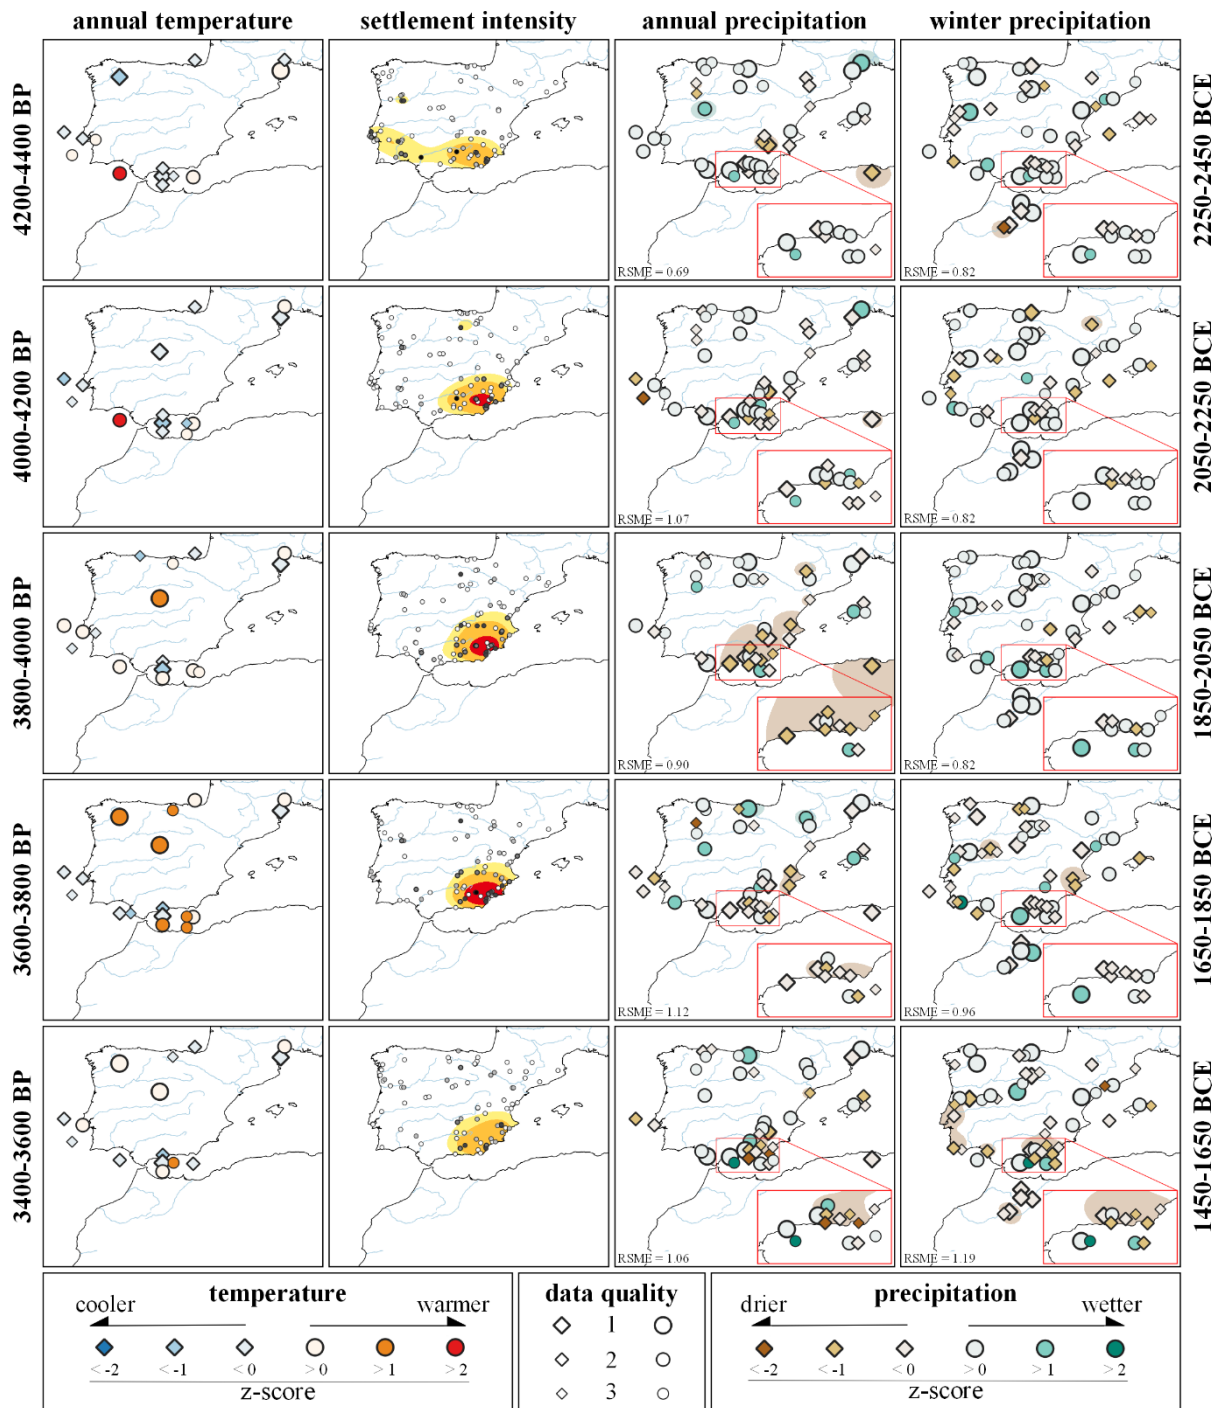 annual temperature
settlement intensity
annual precipitation
winter precipitation
4200-4400 BP
2250-2450 BCE
RSME = 0.69
RSME = 0.82
4000-4200 BP
2050-2250 BCE
RSME = 1.07
RSME = 0.82
3800-4000 BP
1850-2050 BCE
RSME = 0.90
RSME = 0.82
3600-3800 BP
1650-1850 BCE
RSME = 1.12
RSME = 0.96
3400-3600 BP
1450-1650 BCE
RSME = 1.06
RSME = 1.19
temperature
cooler
warmer
< -2
< -1
< 0
> 0
> 1
> 2
z-score
data quality
1
2
3
precipitation
drier
wetter
< -2
< -1
< 0
> 0
> 1
> 2
z-score